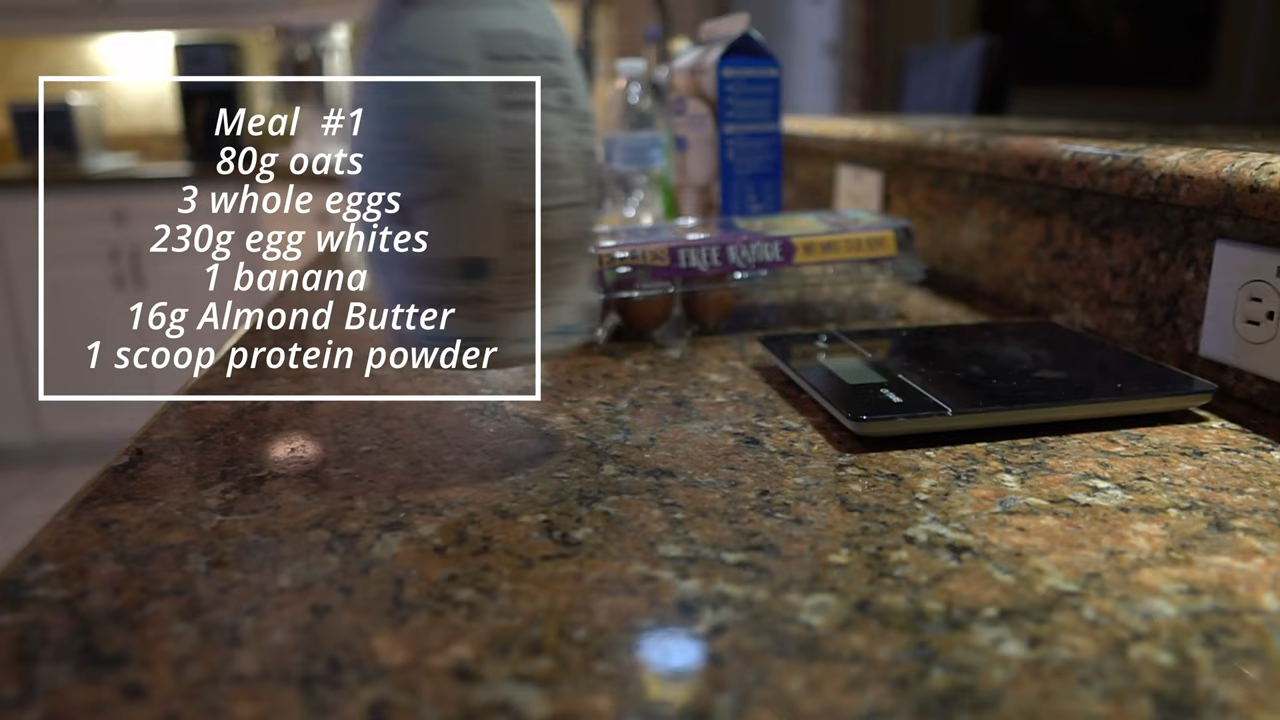 Meal #1
80g oats
3 whole eggs
230g egg whites
1 banana
16g Almond Butter
1 scoop protein powder
FREE RANGE